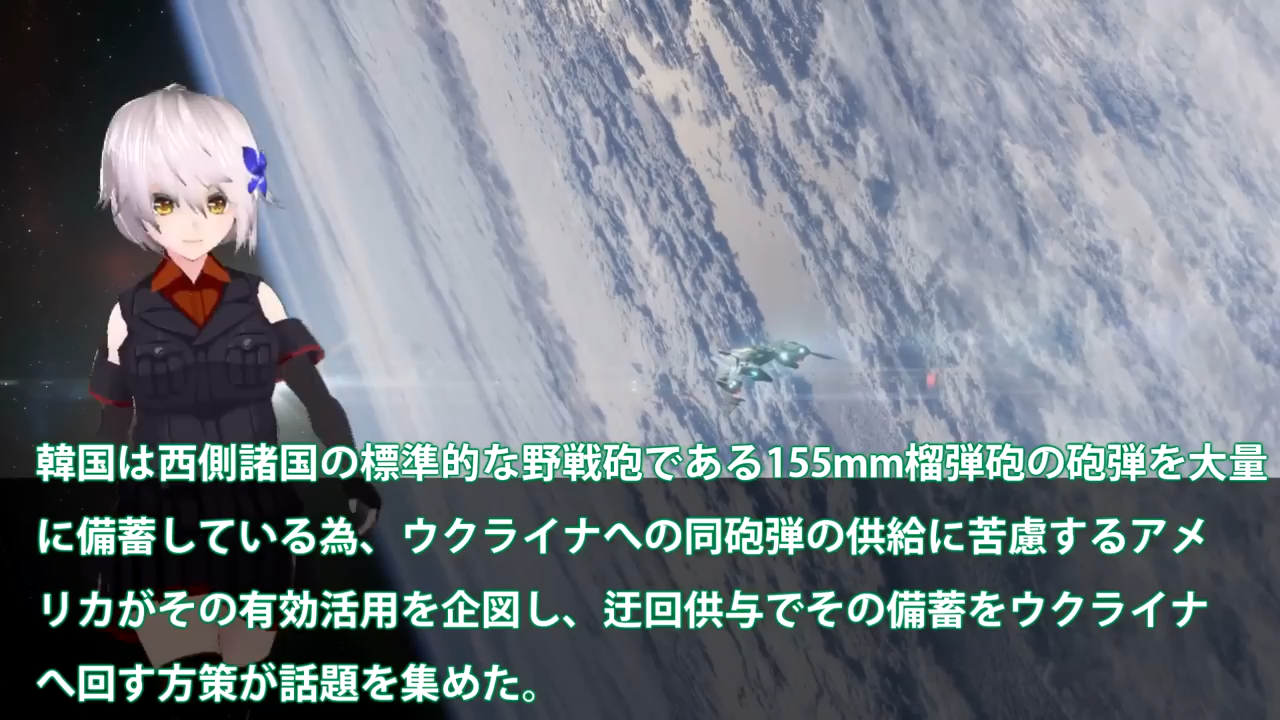 韓国は西側諸国の標準的な野戦砲である155mm榴弾砲の砲弾を大量
に備蓄している為、ウクライナへの同砲弾の供給に苦慮するアメ
リカがその有効活用を企図し、迂回供与でその備蓄をウクライナ
へ回す方策が話題を集めた。